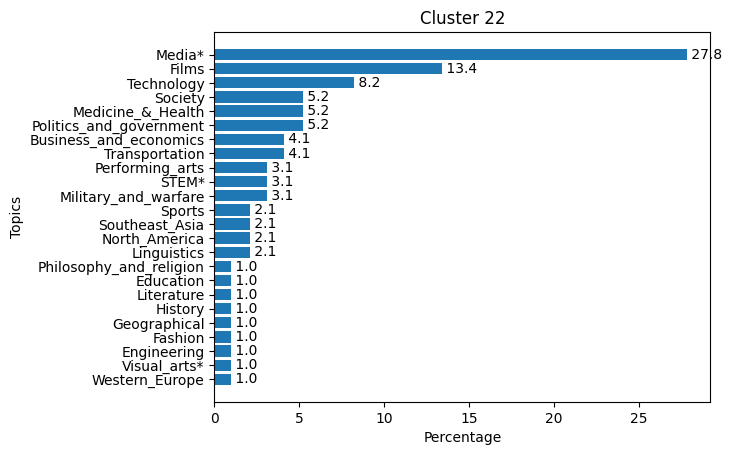 Cluster 22
Media* 27.8
Films 13.4
Technology 8.2
Society 5.2
Medicine_&_Health 5.2
Politics_and_government 5.2
Business_and_economics 4.1
Transportation 4.1
Performing_arts 3.1
STEM* 3.1
Military_and_warfare 3.1
Sports 2.1
Southeast_Asia 2.1
North_America 2.1
Linguistics 2.1
Philosophy_and_religion 1.0
Education 1.0
Literature 1.0
History 1.0
Geographical 1.0
Fashion 1.0
Engineering 1.0
Visual_arts* 1.0
Western_Europe 1.0
Topics
0 5 10 15 20 25
Percentage